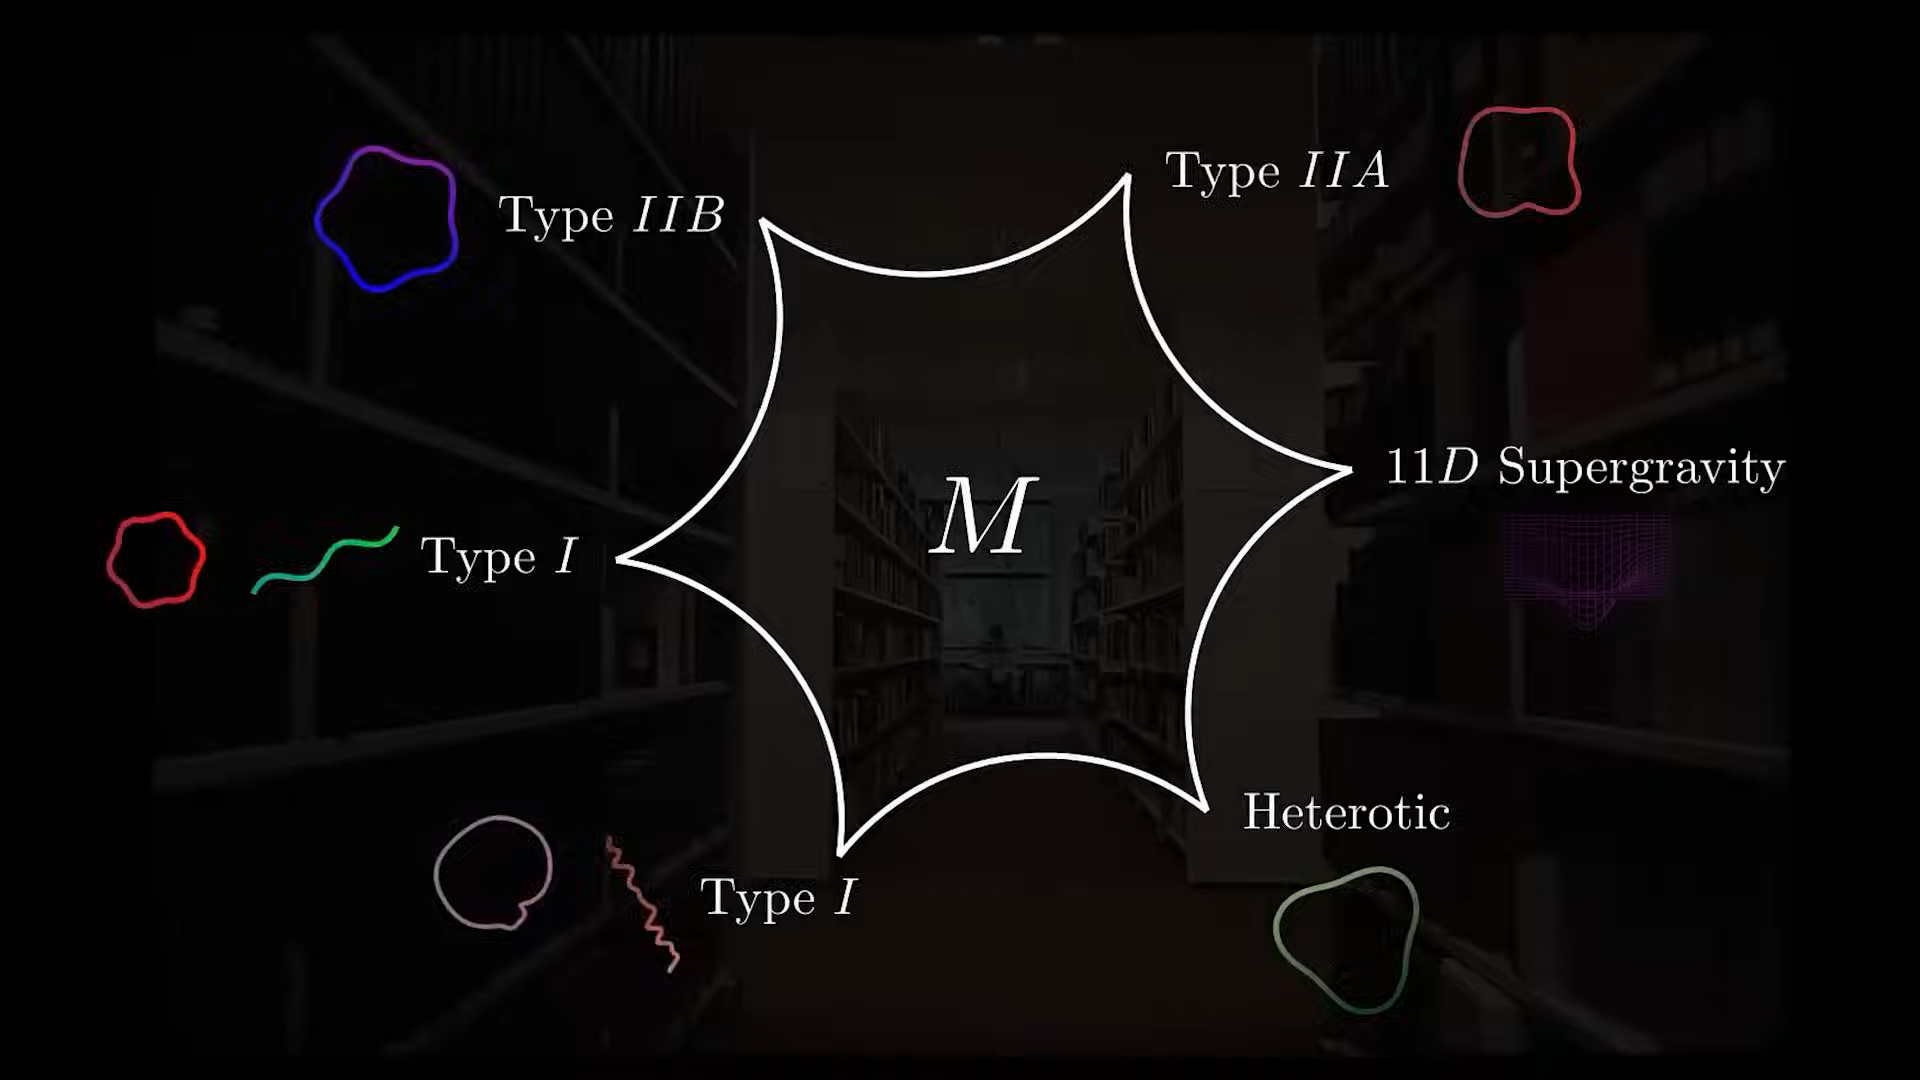 Type IIA
Type IIB
11D Supergravity
M
Type I
Heterotic
Type I